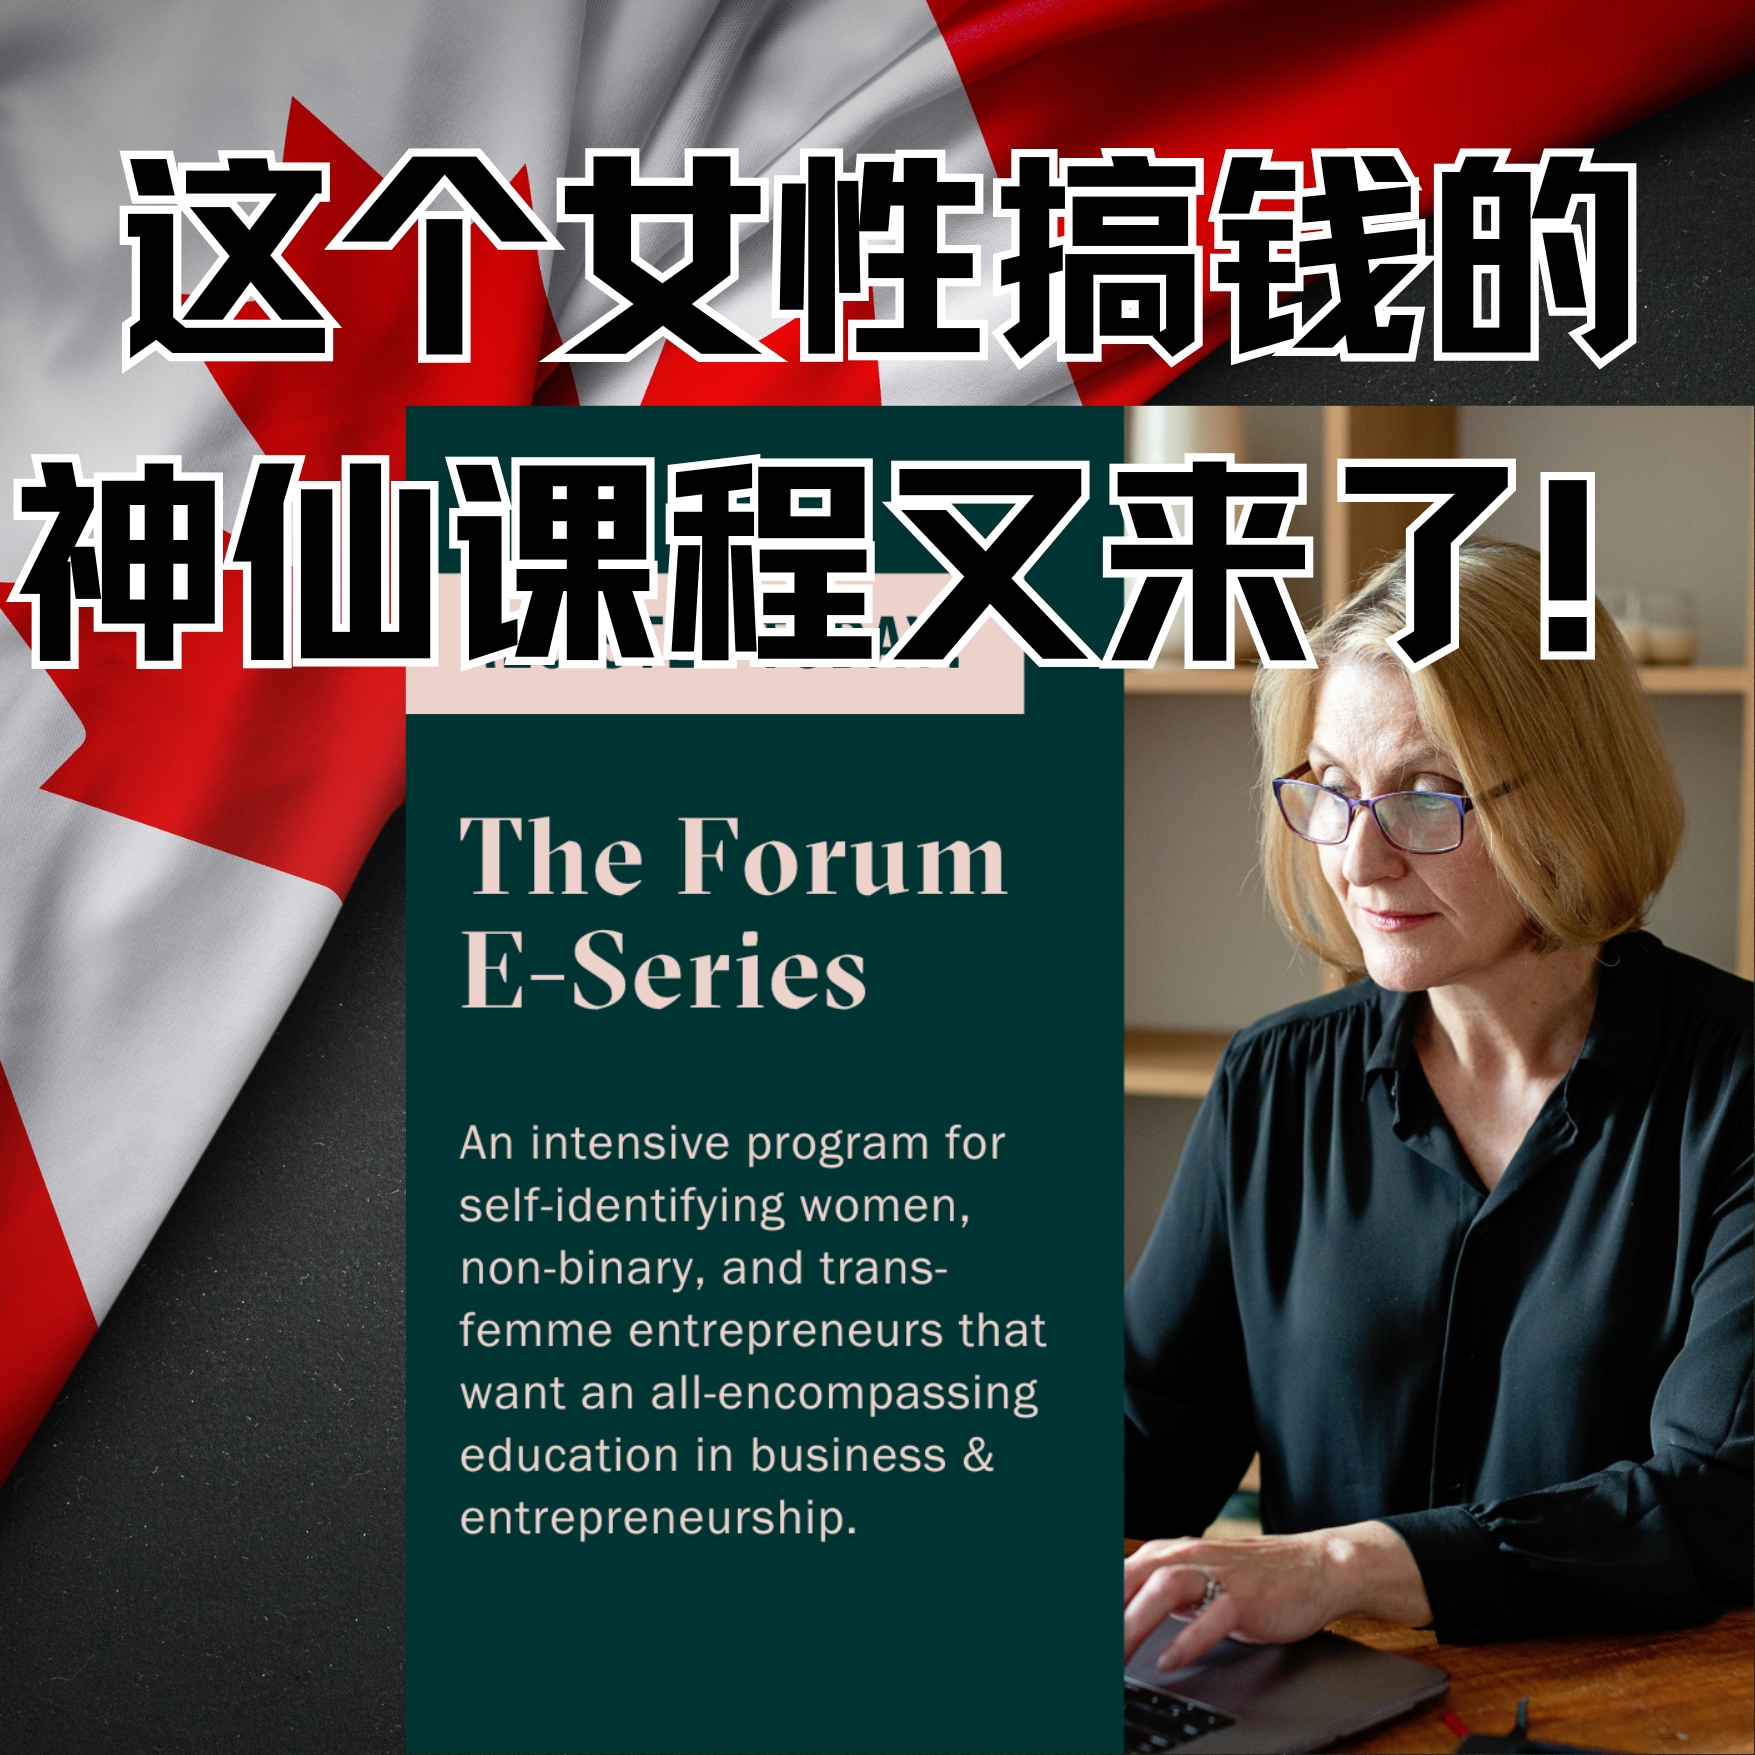 这个女性搞钱的
神仙课程又来了!
The Forum
E-Series
An intensive program for
self-identifying women,
non-binary, and trans-
femme entrepreneurs that
want an all-encompassing
education in business &
entrepreneurship.